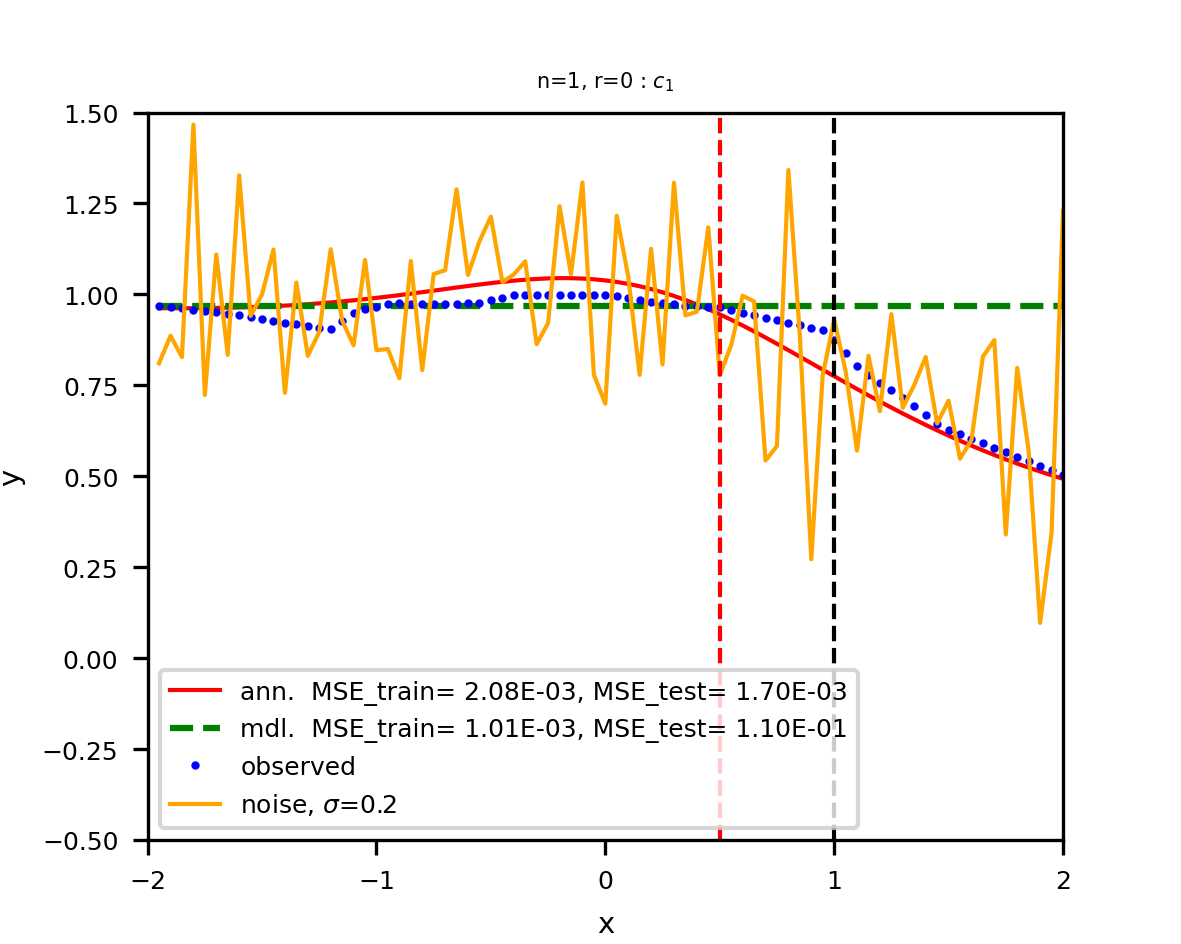 n=1, r=0 : c₁
1.50
1.25
1.00
0.75
0.50
0.25
0.00
−0.25
−0.50
y
ann.  MSE_train= 2.08E-03, MSE_test= 1.70E-03
mdl.  MSE_train= 1.01E-03, MSE_test= 1.10E-01
observed
noise, σ=0.2
−2 −1 0 1 2
x